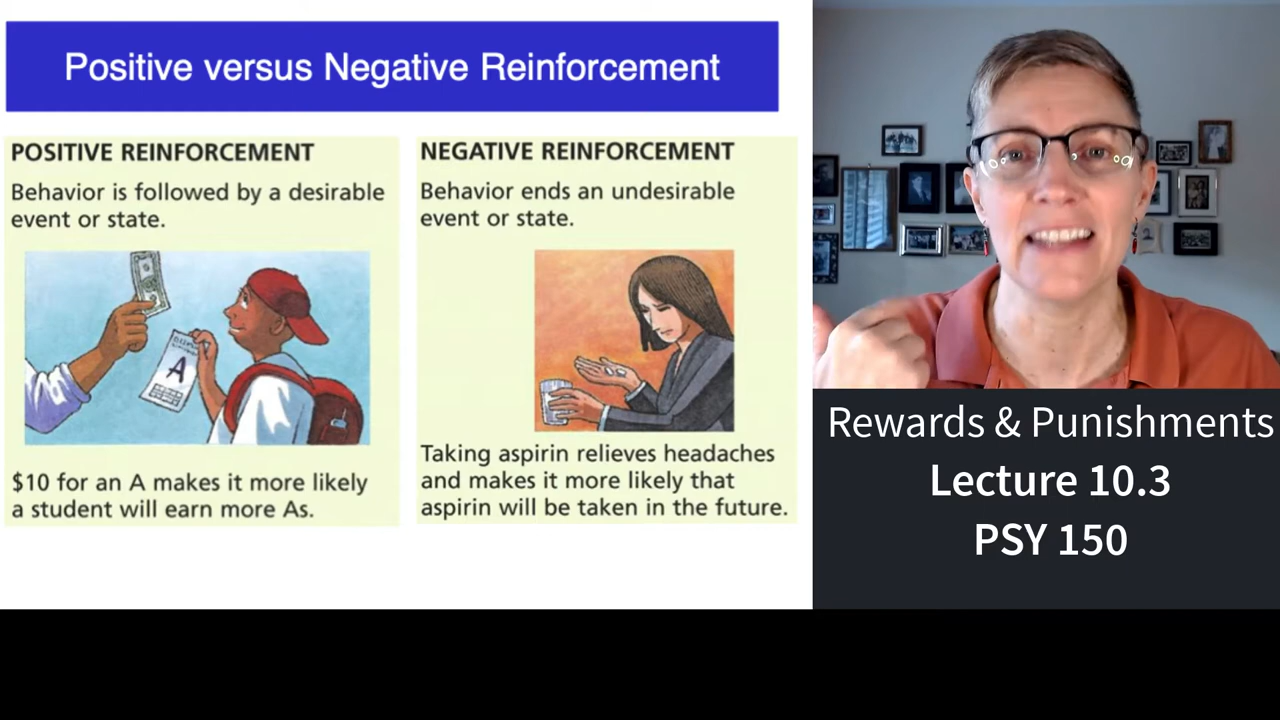 Positive versus Negative Reinforcement
POSITIVE REINFORCEMENT
Behavior is followed by a desirable
event or state.
A
$10 for an A makes it more likely
a student will earn more As.
NEGATIVE REINFORCEMENT
Behavior ends an undesirable
event or state.
Taking aspirin relieves headaches
and makes it more likely that
aspirin will be taken in the future.
Rewards & Punishments
Lecture 10.3
PSY 150